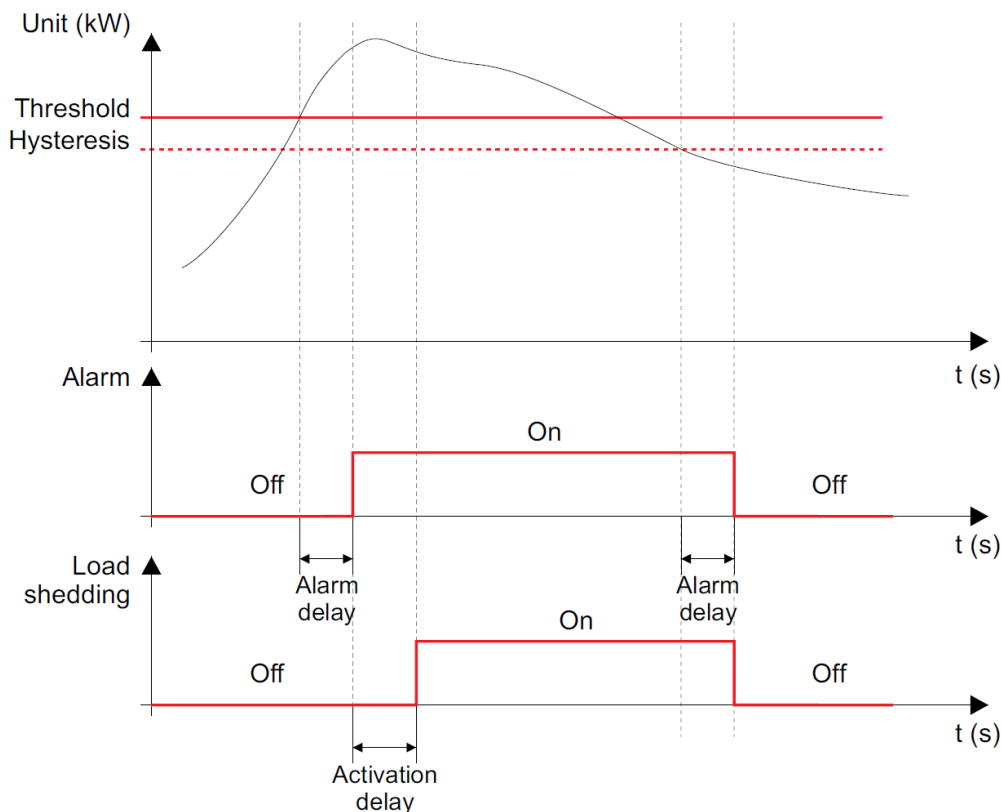 Unit (kW)
Threshold
Hysteresis
t (s)
Alarm
On
Off
Off
t (s)
Alarm
delay
Alarm
delay
Load
shedding
On
Off
Off
t (s)
Activation
delay